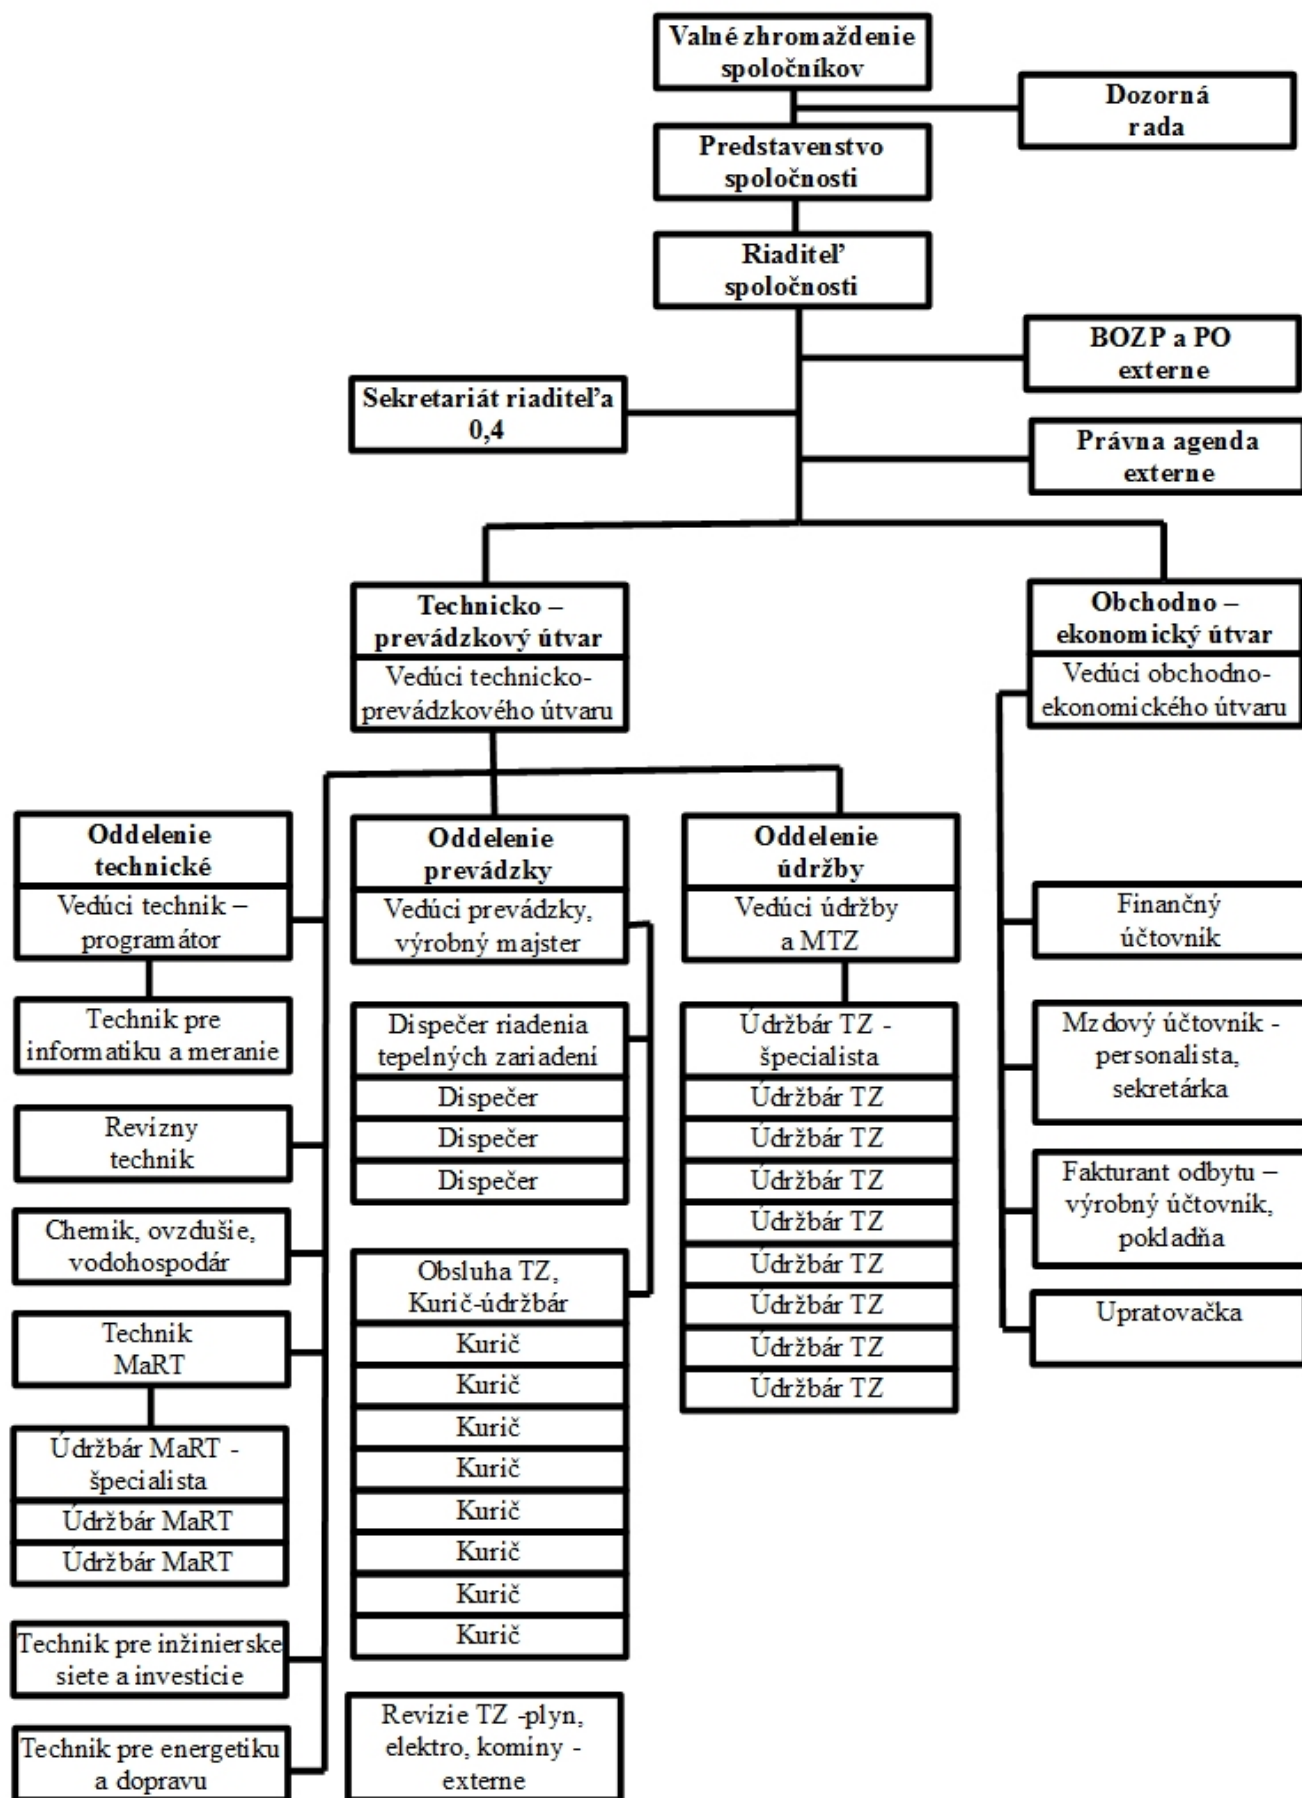 Valné zhromaždenie
spoločníkov
Dozorná
rada
Predstavenstvo
spoločnosti
Riaditeľ
spoločnosti
BOZP a PO
externe
Sekretariát riaditeľa
0,4
Právna agenda
externe
Technicko –
prevádzkový útvar
Vedúci technicko-
prevádzkového útvaru
Obchodno –
ekonomický útvar
Vedúci obchodno-
ekonomického útvaru
Oddelenie
technické
Vedúci technik –
programátor
Technik pre
informatiku a meranie
Revízny
technik
Chemik, ovzdušie,
vodohospodár
Technik
MaRT
Údržbár MaRT -
špecialista
Údržbár MaRT
Údržbár MaRT
Technik pre inžinierske
siete a investície
Technik pre energetiku
a dopravu
Oddelenie
prevádzky
Vedúci prevádzky,
výrobný majster
Dispečer riadenia
tepelných zariadení
Dispečer
Dispečer
Dispečer
Obsluha TZ,
Kurič-údržbár
Kurič
Kurič
Kurič
Kurič
Kurič
Kurič
Kurič
Kurič
Revízie TZ -plyn,
elektro, komíny -
externe
Oddelenie
údržby
Vedúci údržby
a MTZ
Údržbár TZ -
špecialista
Údržbár TZ
Údržbár TZ
Údržbár TZ
Údržbár TZ
Údržbár TZ
Údržbár TZ
Údržbár TZ
Údržbár TZ
Finančný
účtovník
Mzdový účtovník -
personalista,
sekretárka
Fakturant odbytu –
výrobný účtovník,
pokladňa
Upratovačka